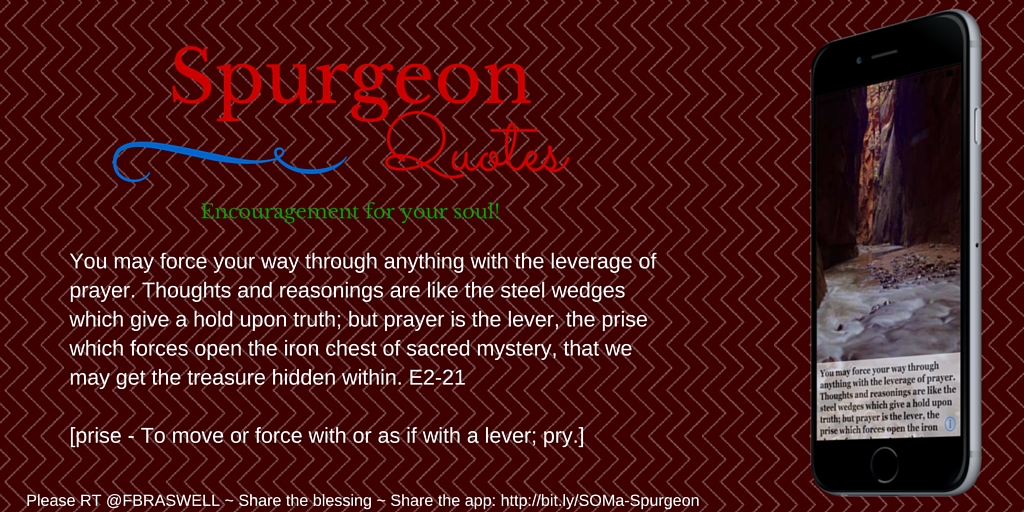 Spurgeon
Quotes
Encouragement for your soul!
You may force your way through anything with the leverage of
prayer. Thoughts and reasonings are like the steel wedges
which give a hold upon truth; but prayer is the lever, the prise
which forces open the iron chest of sacred mystery, that we
may get the treasure hidden within. E2-21
[prise - To move or force with or as if with a lever; pry.]
Please RT @FBRASWELL ~ Share the blessing ~ Share the app: http://bit.ly/SOMa-Spurgeon
You may force your way through
anything with the leverage of prayer.
Thoughts and reasonings are like the
steel wedges which give a hold upon
truth; but prayer is the lever, the
prise which forces open the iron